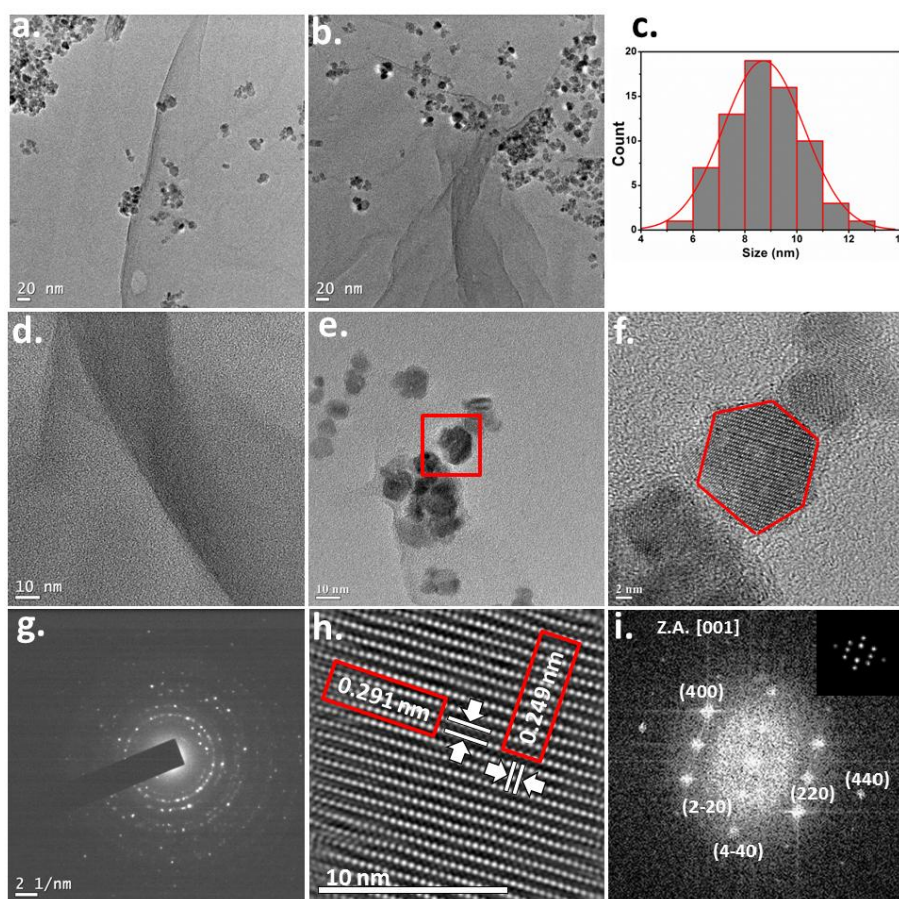 a.
20 nm
b.
20 nm
c.
Count
20
15
10
5
0
4 6 8 10 12
Size (nm)
d.
10 nm
e.
10 nm
f.
2 nm
g.
2 1/nm
h.
0.291 nm
0.249 nm
10 nm
i.
Z.A. [001]
(400)
(440)
(2-20)
(220)
(4-40)